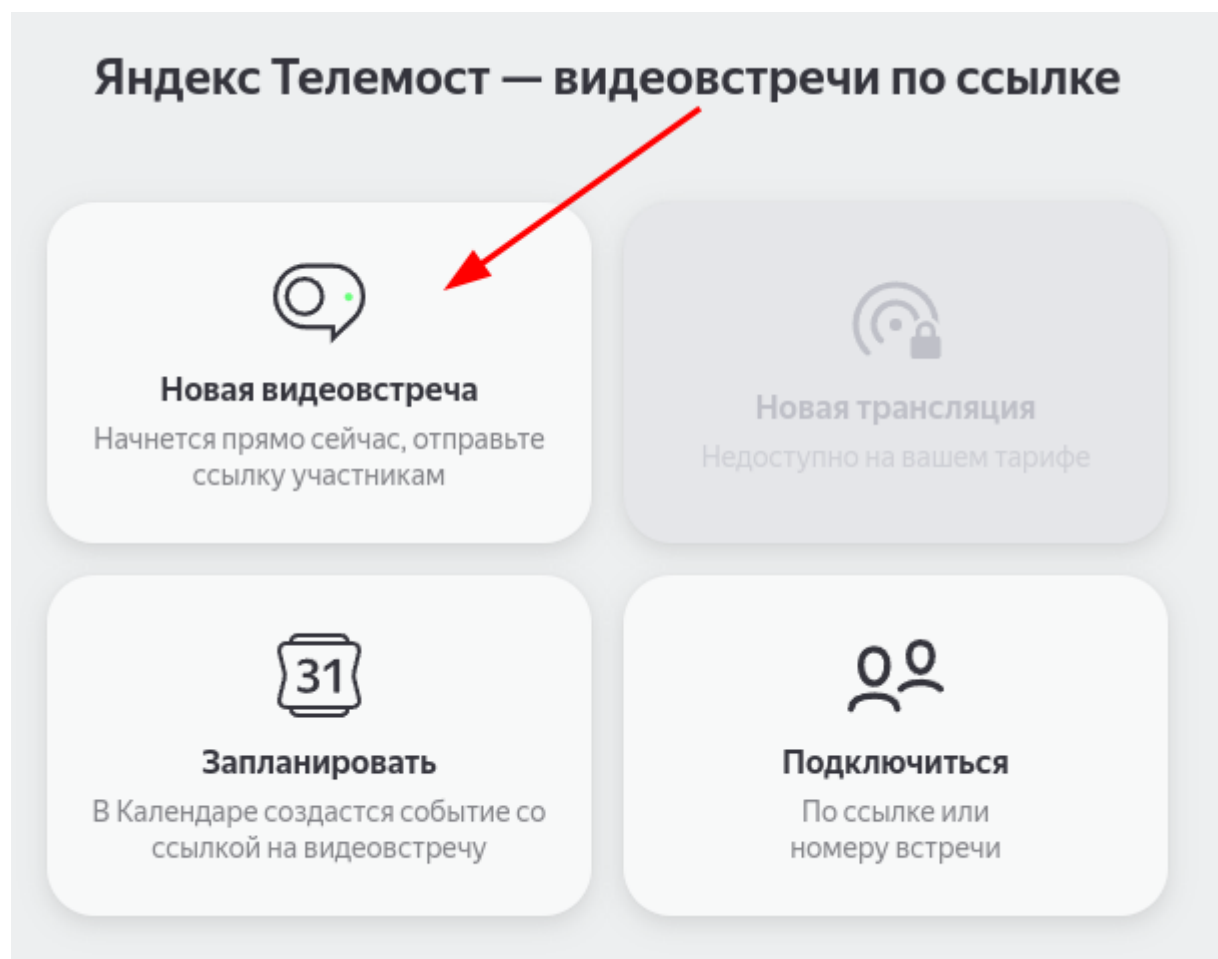 Яндекс Телемост — видеовстречи по ссылке
Новая видеовстреча
Начнется прямо сейчас, отправьте
ссылку участникам
Новая трансляция
Недоступно на вашем тарифе
31
Запланировать
В Календаре создастся событие со
ссылкой на видеовстречу
Подключиться
По ссылке или
номеру встречи